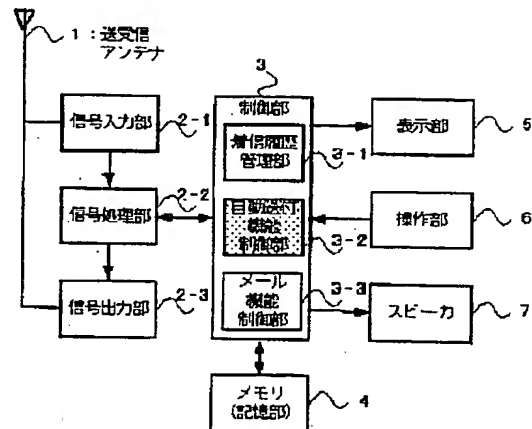 1：送受信
アンテナ
信号入力部
2-1
信号処理部
2-2
信号出力部
2-3
3
制御部
着信履歴
管理部
3-1
自動送付
機能
制御部
3-2
メール
機能
制御部
3-3
メモリ
(記憶部)
4
表示部
5
操作部
6
スピーカ
7